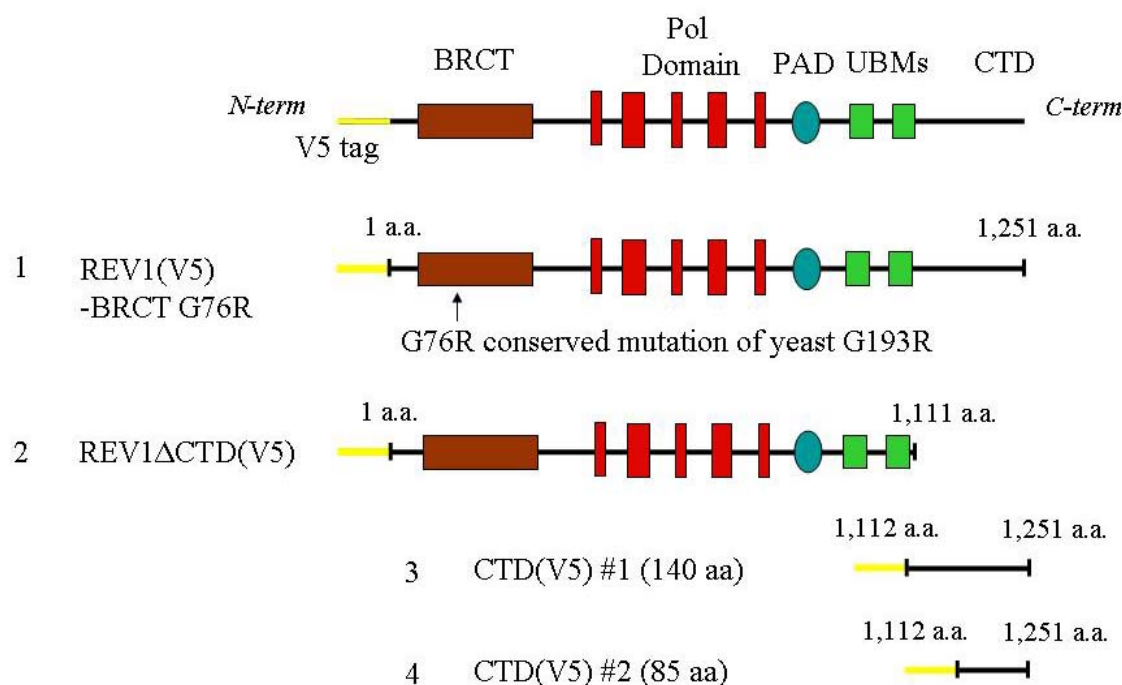 Pol
BRCT Domain PAD UBMs CTD
N-term C-term
V5 tag
1 a.a. 1,251 a.a.
1 REV1(V5)
-BRCT G76R
G76R conserved mutation of yeast G193R
1 a.a. 1,111 a.a.
2 REV1ΔCTD(V5)
1,112 a.a. 1,251 a.a.
3 CTD(V5) #1 (140 aa)
1,112 a.a. 1,251 a.a.
4 CTD(V5) #2 (85 aa)